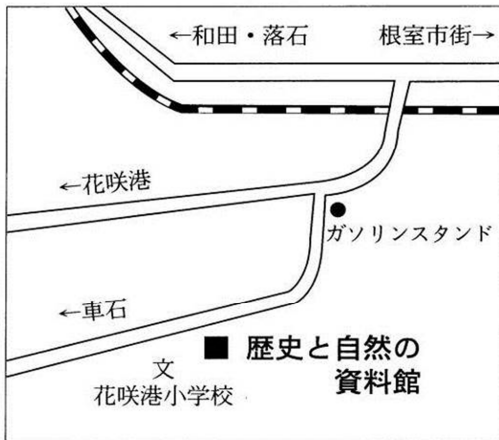 ←和田・落石
根室市街→
←花咲港
ガソリンスタンド
←車石
歴史と自然の
資料館
文
花咲港小学校